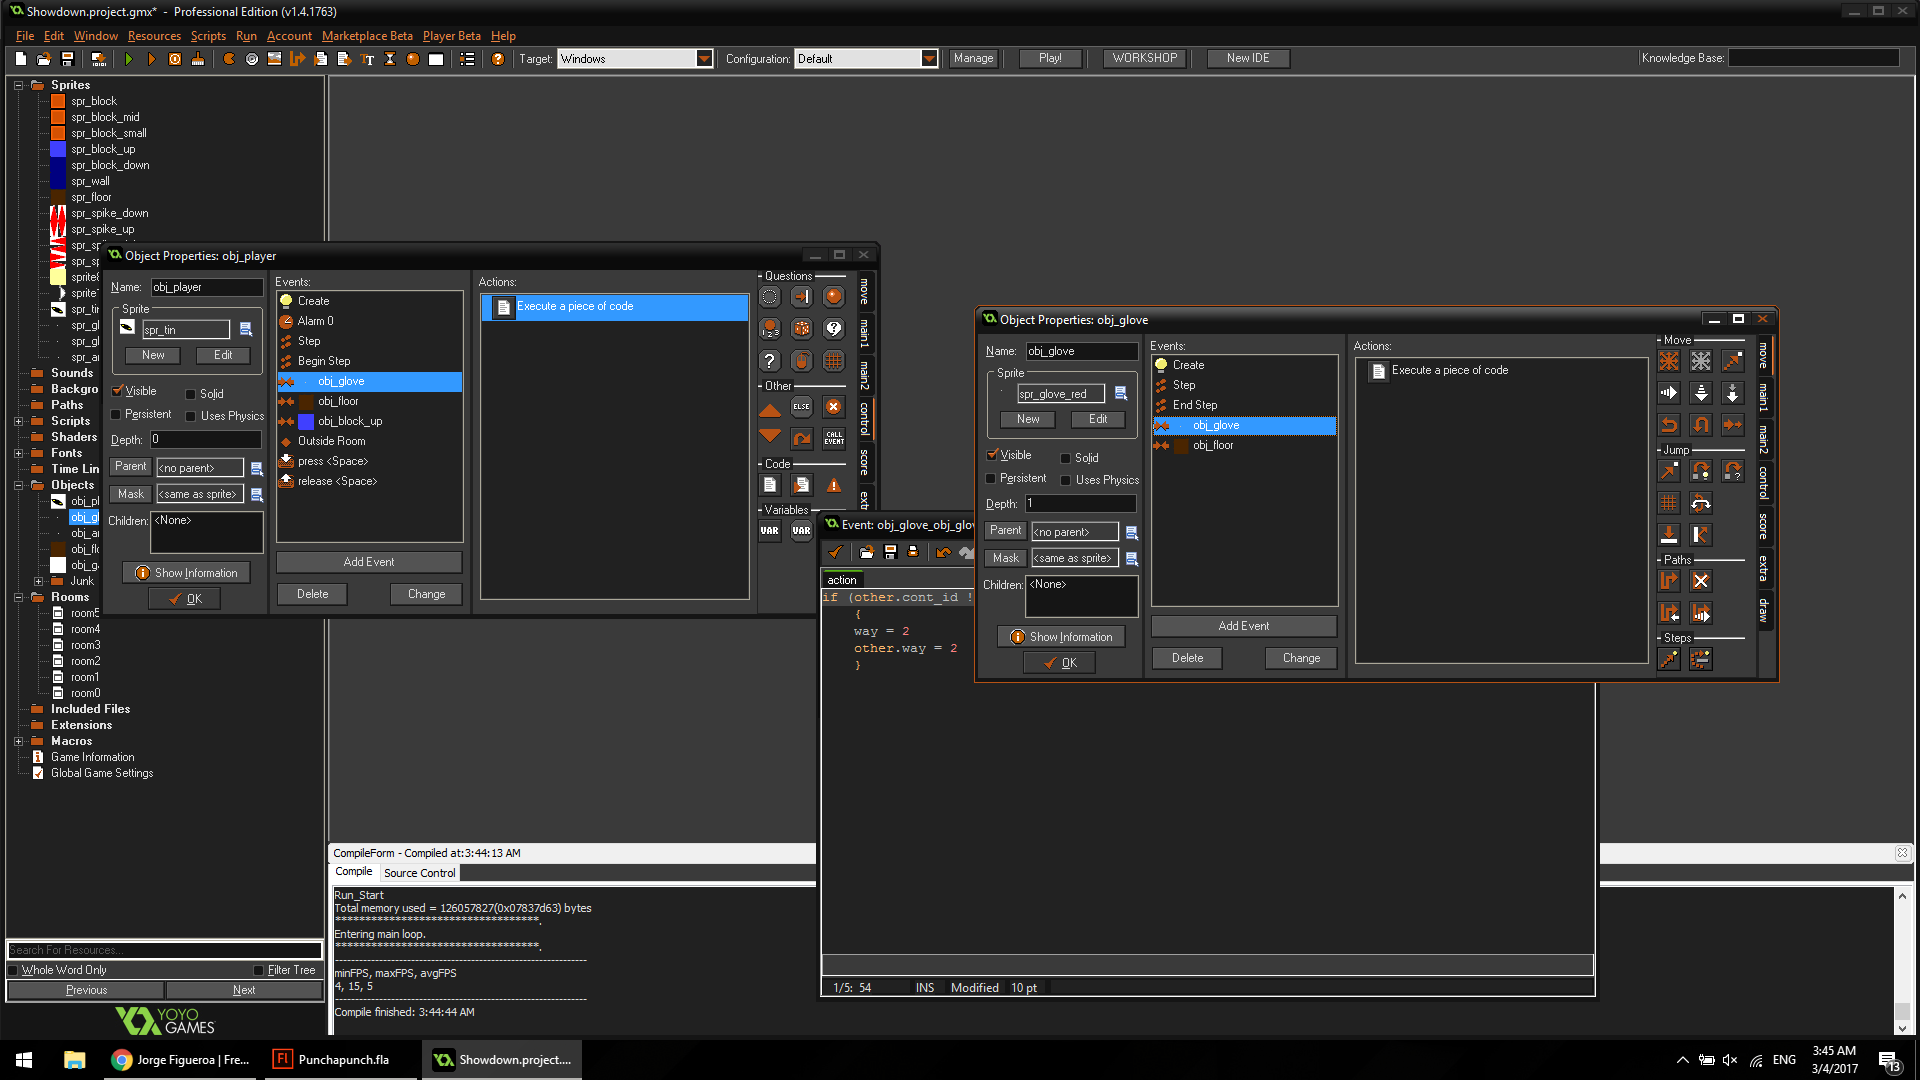 Showdown.project.gmx* - Professional Edition (v1.4.1763)
File Edit Window Resources Scripts Run Account Marketplace Beta Player Beta Help
Target: Windows Configuration: Default Manage Play! WORKSHOP New IDE Knowledge Base:
Sprites
spr_block
spr_block_mid
spr_block_small
spr_block_up
spr_block_down
spr_wall
spr_floor
spr_spike_down
spr_spike_up
Sounds
Backgro
Paths
Scripts
Shaders
Fonts
Time Lin
Objects
obj_pl
obj_gl
obj_ar
obj_flo
obj_g
Junk
Rooms
room5
room4
room3
room2
room1
room0
Included Files
Extensions
Macros
Game Information
Global Game Settings
Search For Resources...
Whole Word Only Filter Tree
Previous Next
YOYO
GAMES
Object Properties: obj_player
Name: obj_player
Sprite
spr_tin
New Edit
Visible Solid
Persistent Uses Physics
Depth: 0
Parent <no parent>
Mask <same as sprite>
Children: <None>
Show Information
OK
Events:
Create
Alarm 0
Step
Begin Step
obj_glove
obj_floor
obj_block_up
Outside Room
press <Space>
release <Space>
Add Event
Delete Change
Actions:
Execute a piece of code
Questions
Other
ELSE
CALL EVENT
Code
Variables
VAR VAR
move
main1
main2
control
score
ext
Event: obj_glove_obj_glov
action
if (other.cont_id !
{
way = 2
other.way = 2
}
1/5: 54 INS Modified 10 pt
Object Properties: obj_glove
Name: obj_glove
Sprite
spr_glove_red
New Edit
Visible Solid
Persistent Uses Physics
Depth: 1
Parent <no parent>
Mask <same as sprite>
Children: <None>
Show Information
OK
Events:
Create
Step
End Step
obj_glove
obj_floor
Add Event
Delete Change
Actions:
Execute a piece of code
Move
Jump
Paths
Steps
move
main1
main2
control
score
extra
draw
CompileForm - Compiled at:3:44:13 AM
Compile Source Control
Run_Start
Total memory used = 126057827(0x07837d63) bytes
**********************************.
Entering main loop.
**********************************.
minFPS, maxFPS, avgFPS
4, 15, 5
Compile finished: 3:44:44 AM
Jorge Figueroa | Fre...
Punchapunch.fla
Showdown.project....
ENG
3:45 AM
3/4/2017
13